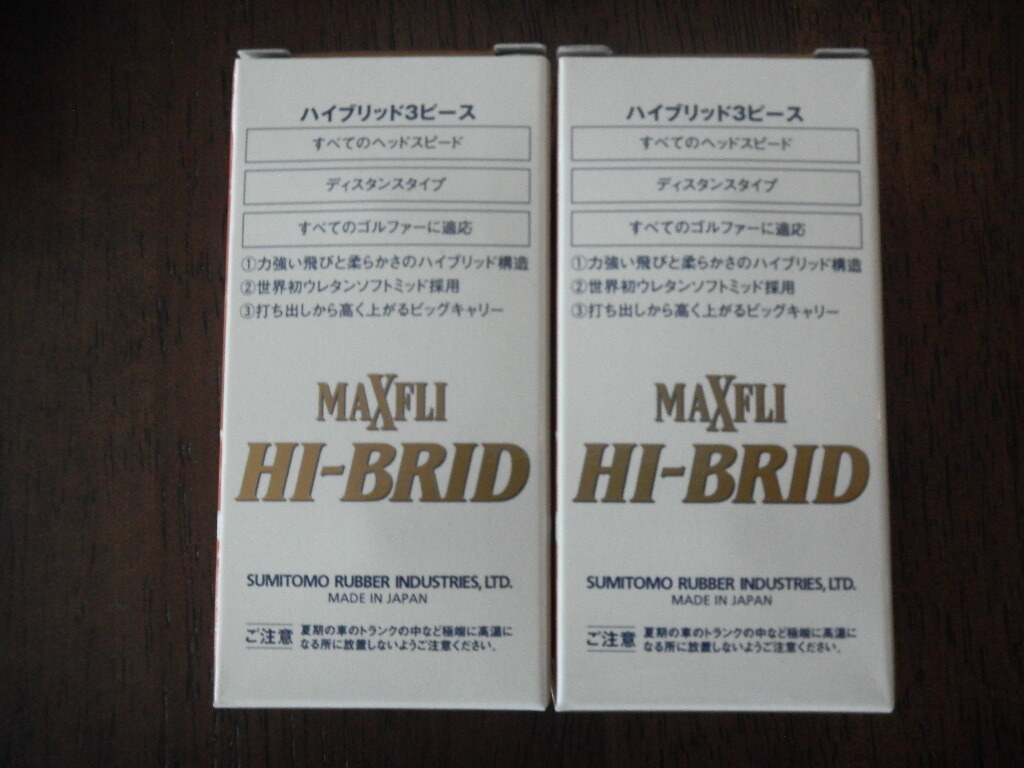 ハイブリッド3ピース
すべてのヘッドスピード
ディスタンスタイプ
すべてのゴルファーに適応
①力強い飛びと柔らかさのハイブリッド構造
②世界初ウレタンソフトミッド採用
③打ち出しから高く上がるビッグキャリー
MAXFLI
HI-BRID
SUMITOMO RUBBER INDUSTRIES, LTD.
MADE IN JAPAN
ご注意
夏期の車のトランクの中など極端に高温に
なる所に放置しないようご注意ください。
ハイブリッド3ピース
すべてのヘッドスピード
ディスタンスタイプ
すべてのゴルファーに適応
①力強い飛びと柔らかさのハイブリッド構造
②世界初ウレタンソフトミッド採用
③打ち出しから高く上がるビッグキャリー
MAXFLI
HI-BRID
SUMITOMO RUBBER INDUSTRIES, LTD.
MADE IN JAPAN
ご注意
夏期の車のトランクの中など極端に高温に
なる所に放置しないようご注意ください。